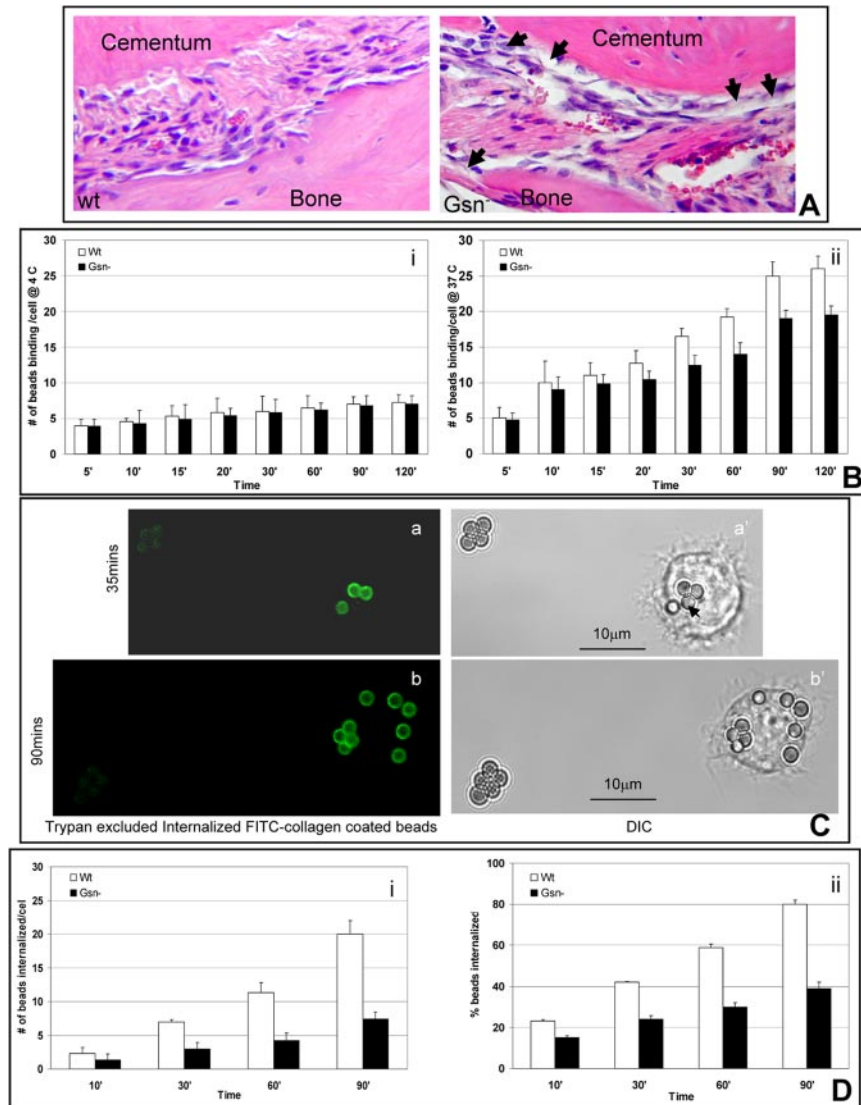 Cementum
wt
Bone
Cementum
Gsn-
Bone
A
Wt
Gsn-
i
# of beads binding /cell @ 4 C
30
25
20
15
10
5
0
5' 10' 15' 20' 30' 60' 90' 120'
Time
Wt
Gsn-
ii
# of beads binding/cell @ 37 C
30
25
20
15
10
5
0
5' 10' 15' 20' 30' 60' 90' 120'
Time
B
35mins
a
a'
10µm
90mins
b
b'
10µm
Trypan excluded Internalized FITC-collagen coated beads
DIC
C
Wt
Gsn-
i
# of beads internalized/cel
30
25
20
15
10
5
0
10' 30' 60' 90'
Time
Wt
Gsn-
ii
% beads internalized
100
80
60
40
20
0
10' 30' 60' 90'
Time
D